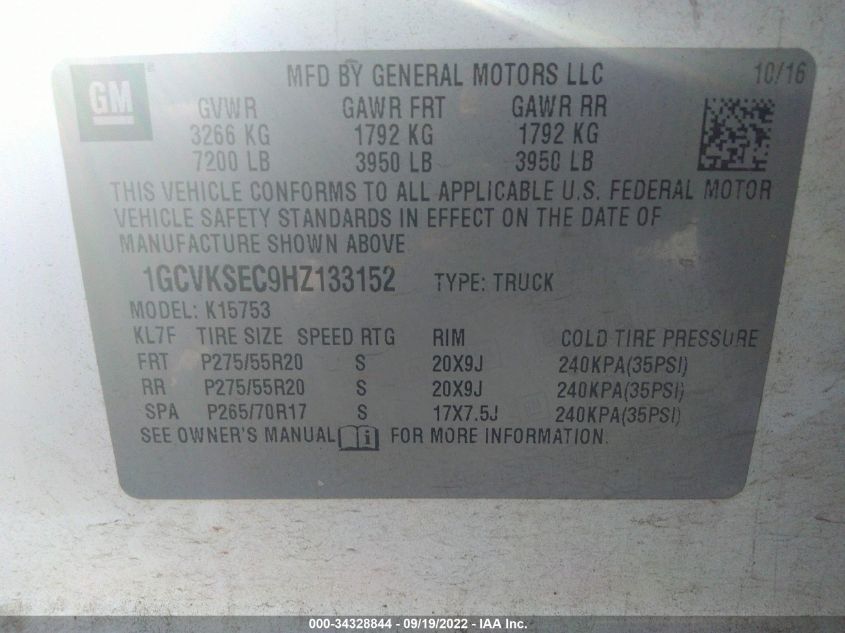 GM
MFD BY GENERAL MOTORS LLC 10/16
GVWR GAWR FRT GAWR RR
3266 KG 1792 KG 1792 KG
7200 LB 3950 LB 3950 LB
THIS VEHICLE CONFORMS TO ALL APPLICABLE U.S. FEDERAL MOTOR
VEHICLE SAFETY STANDARDS IN EFFECT ON THE DATE OF
MANUFACTURE SHOWN ABOVE
1GCVKSEC9HZ133152 TYPE: TRUCK
MODEL: K15753
KL7F TIRE SIZE SPEED RTG RIM COLD TIRE PRESSURE
FRT P275/55R20 S 20X9J 240KPA(35PSI)
RR P275/55R20 S 20X9J 240KPA(35PSI)
SPA P265/70R17 S 17X7.5J 240KPA(35PSI)
SEE OWNER'S MANUAL i FOR MORE INFORMATION.
000-34328844 - 09/19/2022 - IAA Inc.